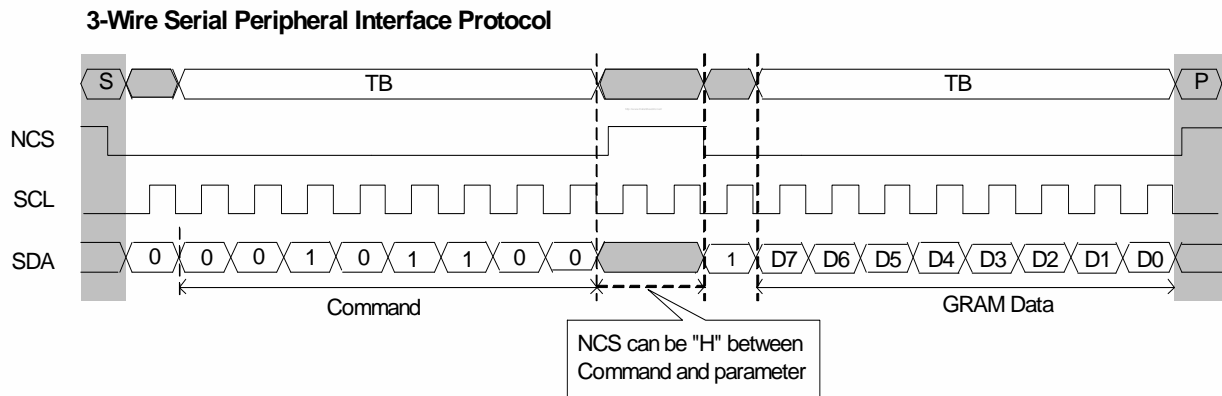 3-Wire Serial Peripheral Interface Protocol
S TB TB P
NCS
SCL
SDA 0 0 0 1 0 1 1 0 0 1 D7 D6 D5 D4 D3 D2 D1 D0
Command GRAM Data
NCS can be "H" between
Command and parameter